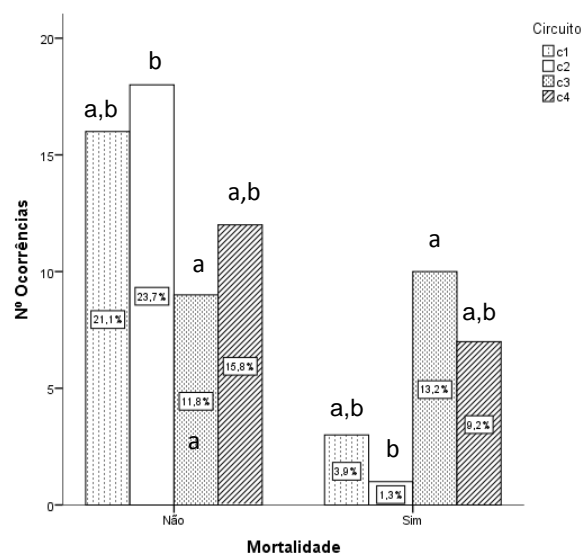 Circuito
c1
c2
c3
c4
Nº Ocorrências
20
15
10
5
0
a,b
b
a
a,b
21,1%
23,7%
11,8%
15,8%
a
a,b
b
a
a,b
3,9%
1,3%
13,2%
9,2%
Não
Sim
Mortalidade